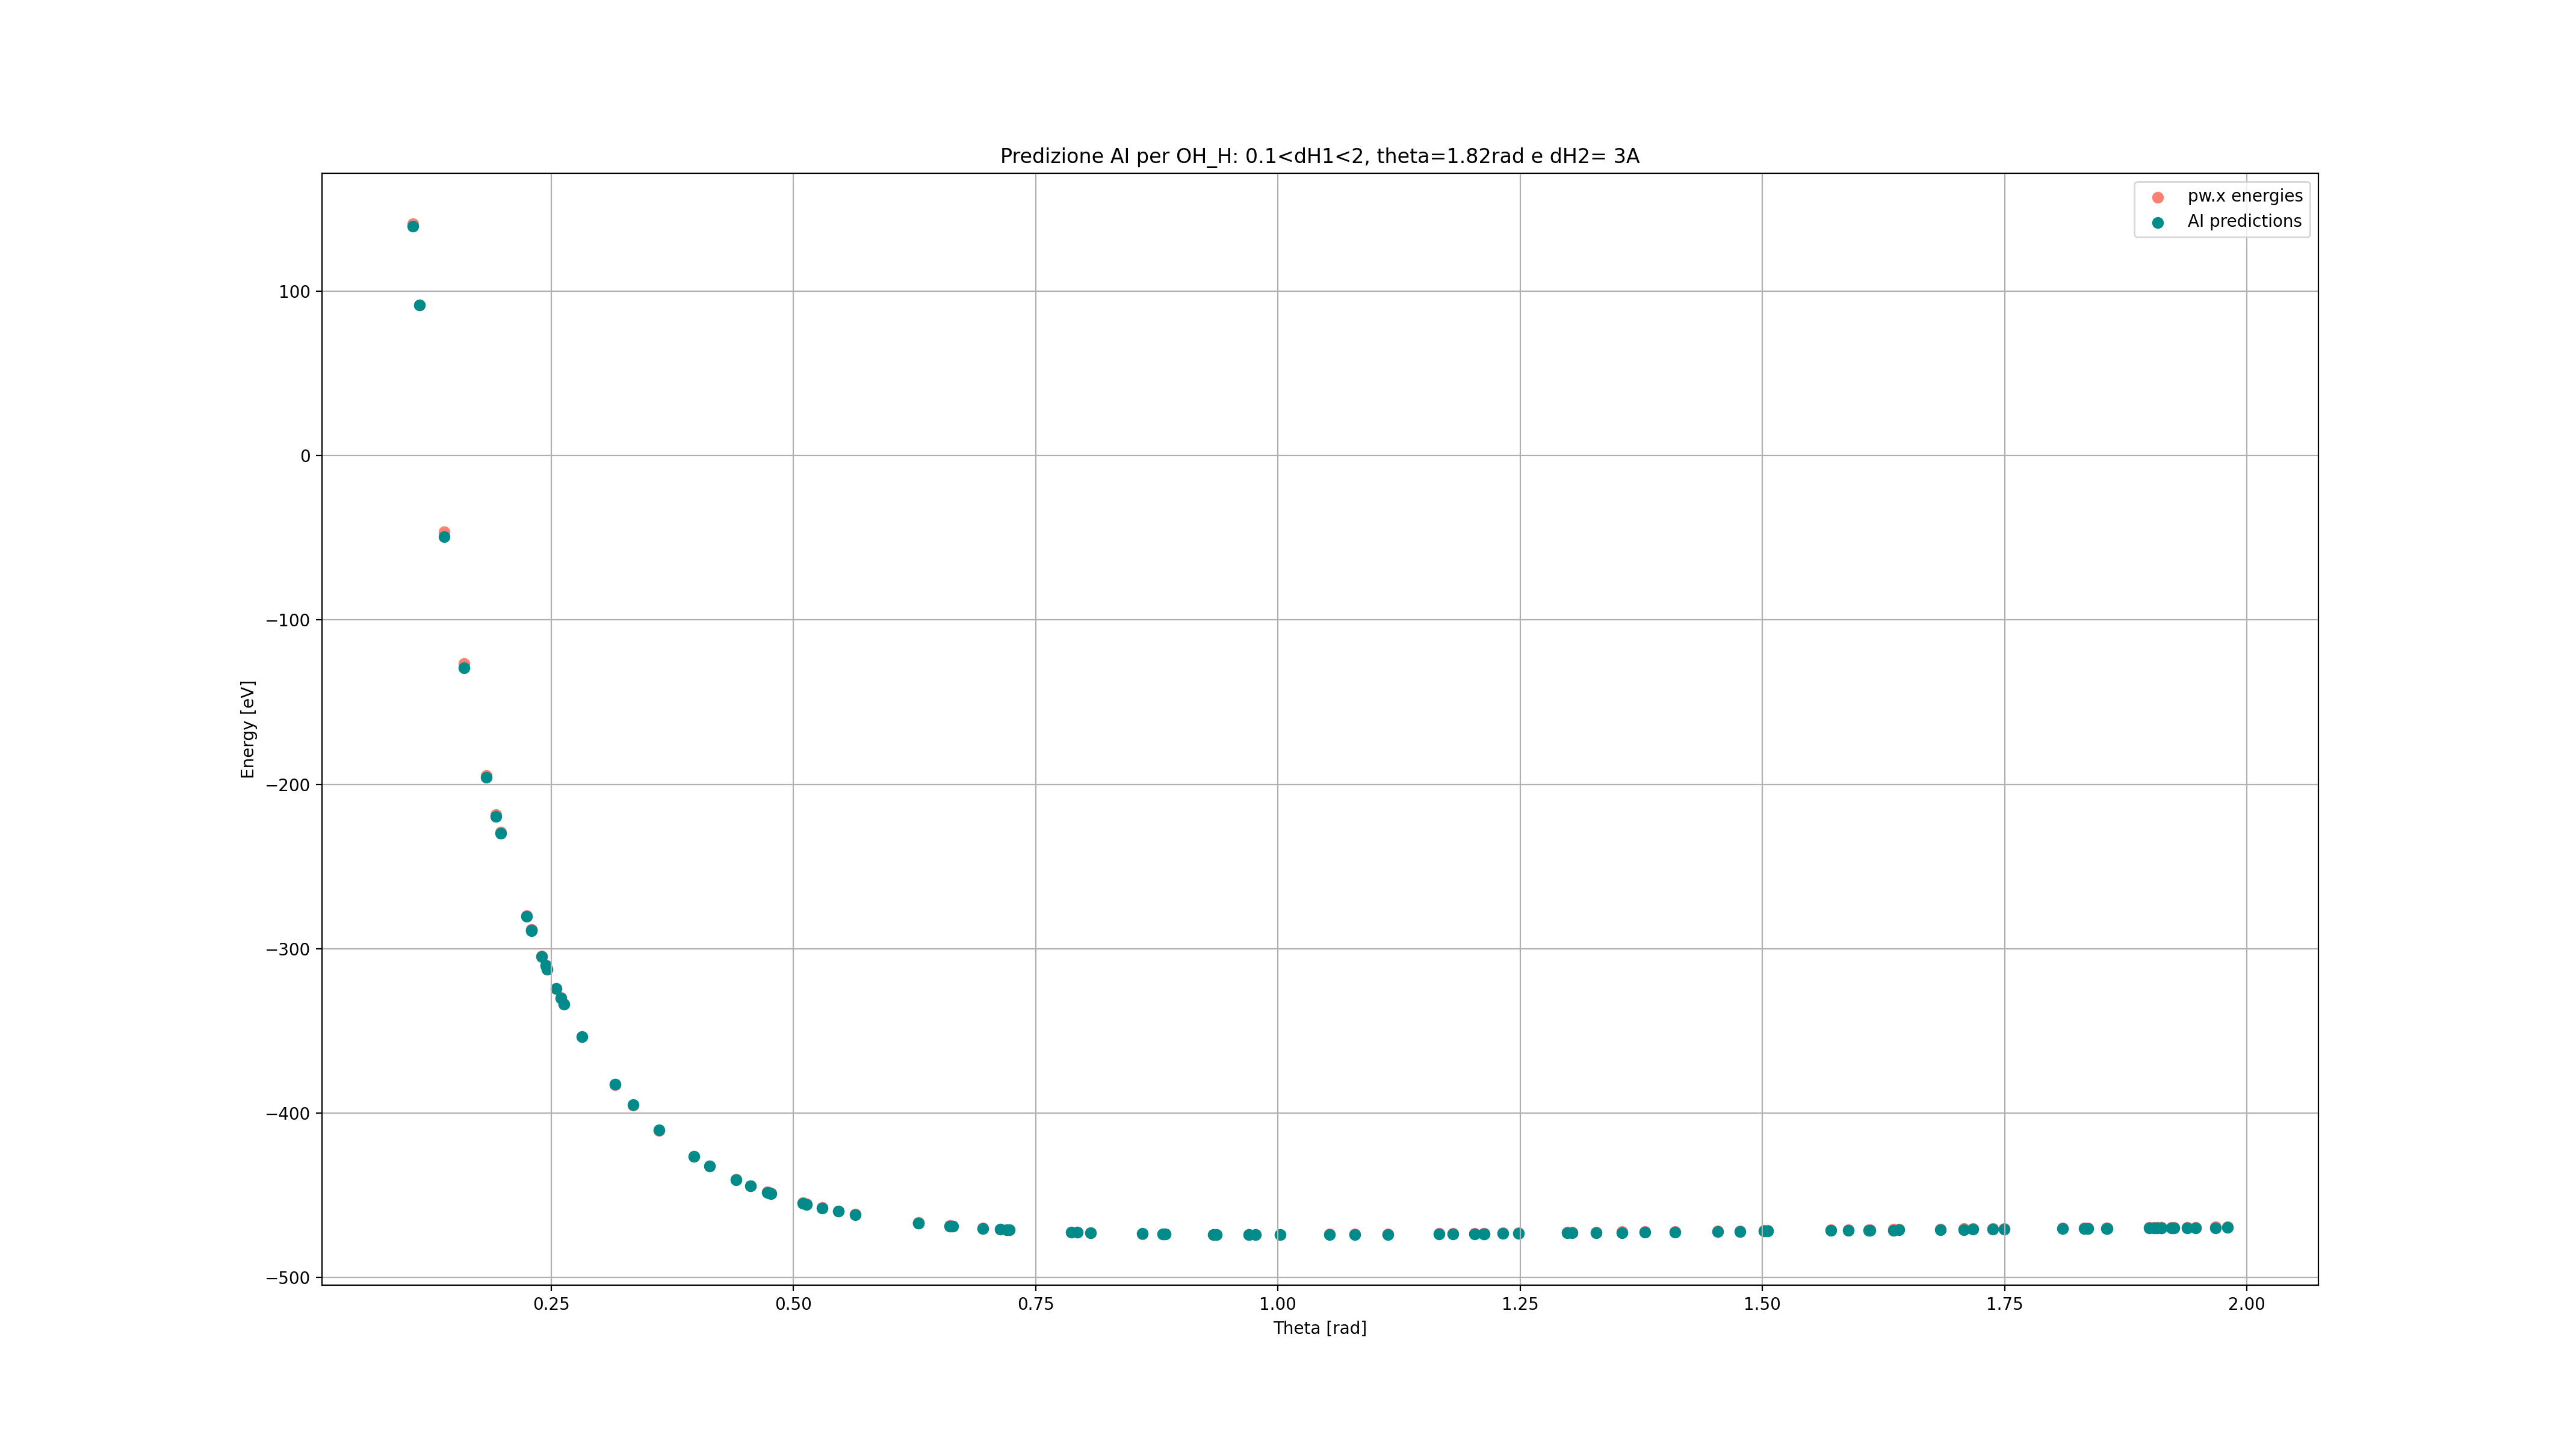 Predizione AI per OH_H: 0.1<dH1<2, theta=1.82rad e dH2= 3A
pw.x energies
AI predictions
100
0
−100
−200
−300
−400
−500
Energy [eV]
0.25 0.50 0.75 1.00 1.25 1.50 1.75 2.00
Theta [rad]